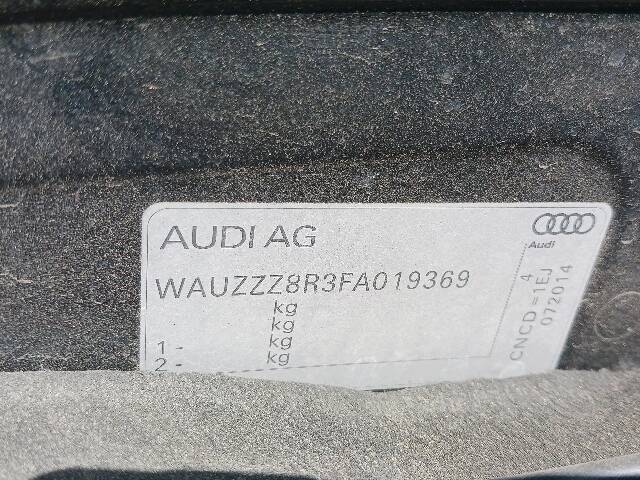 AUDI AG
Audi
WAUZZZ8R3FA019369
kg
kg
1 - kg
2 - kg
4
CNCD=1EJ
072014